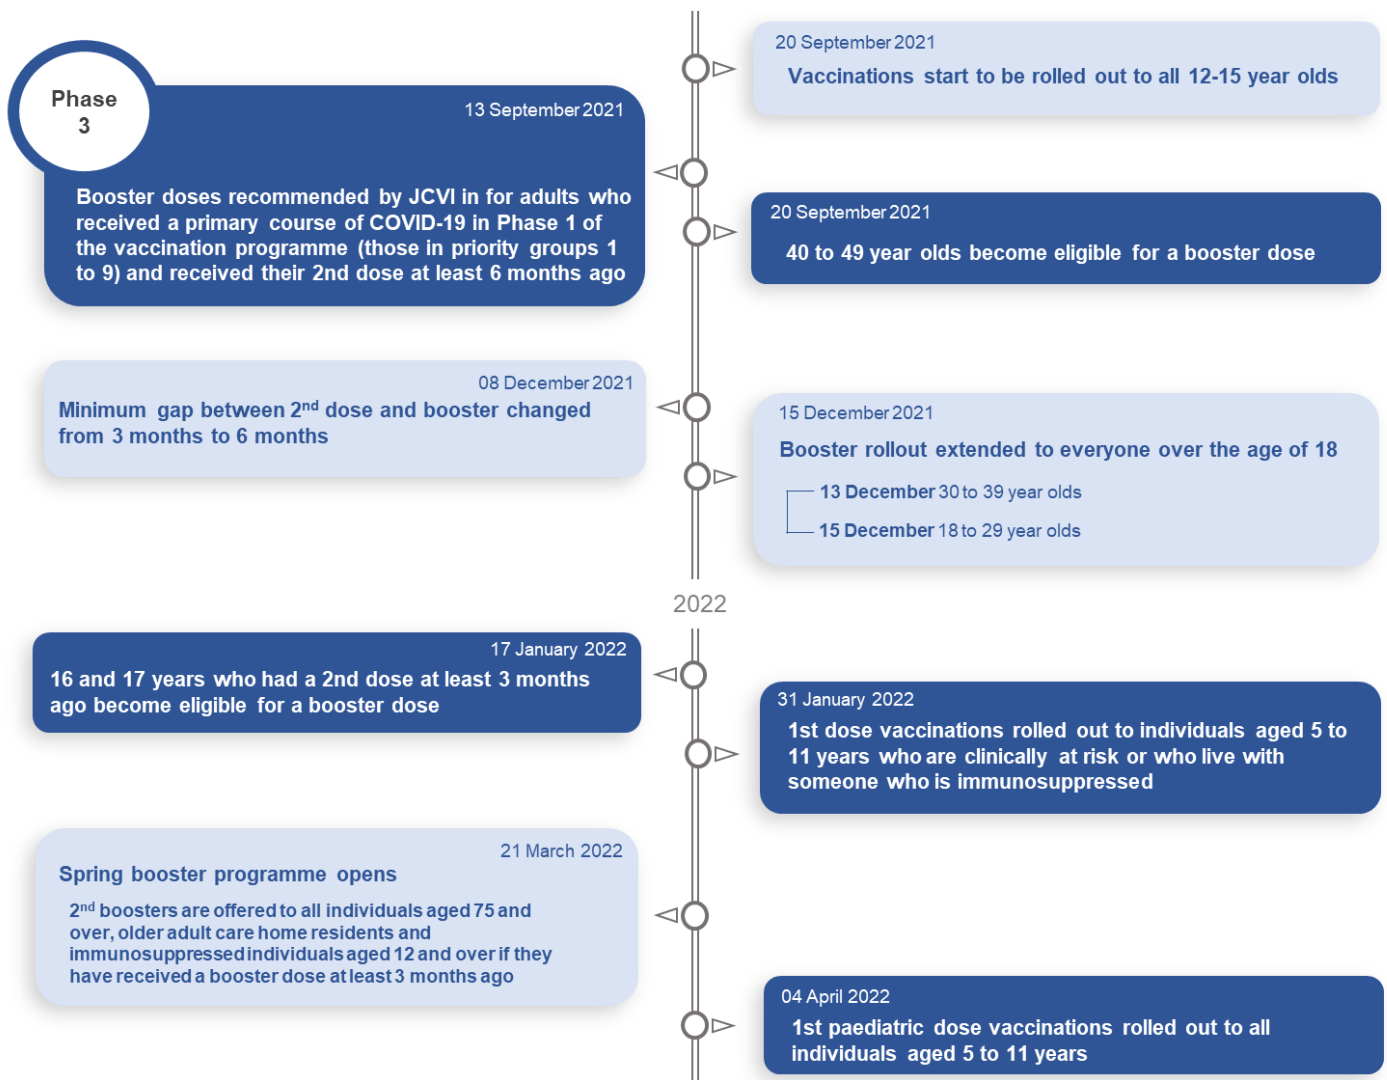 Phase
3
13 September 2021
Booster doses recommended by JCVI in for adults who
received a primary course of COVID-19 in Phase 1 of
the vaccination programme (those in priority groups 1
to 9) and received their 2nd dose at least 6 months ago
20 September 2021
Vaccinations start to be rolled out to all 12-15 year olds
20 September 2021
40 to 49 year olds become eligible for a booster dose
08 December 2021
Minimum gap between 2nd dose and booster changed
from 3 months to 6 months
15 December 2021
Booster rollout extended to everyone over the age of 18
13 December 30 to 39 year olds
15 December 18 to 29 year olds
2022
17 January 2022
16 and 17 years who had a 2nd dose at least 3 months
ago become eligible for a booster dose
31 January 2022
1st dose vaccinations rolled out to individuals aged 5 to
11 years who are clinically at risk or who live with
someone who is immunosuppressed
21 March 2022
Spring booster programme opens
2nd boosters are offered to all individuals aged 75 and
over, older adult care home residents and
immunosuppressed individuals aged 12 and over if they
have received a booster dose at least 3 months ago
04 April 2022
1st paediatric dose vaccinations rolled out to all
individuals aged 5 to 11 years